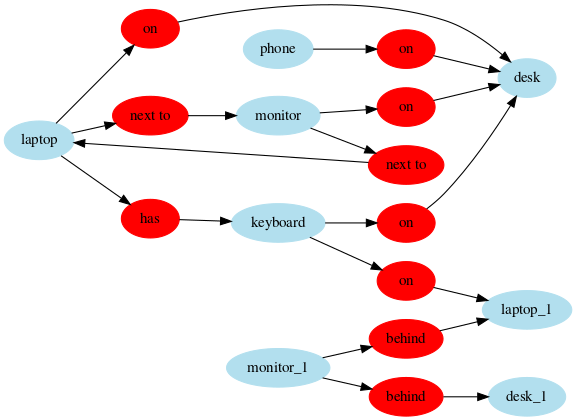 on
phone
on
desk
next to
monitor
on
laptop
next to
has
keyboard
on
on
laptop_1
behind
monitor_1
behind
desk_1